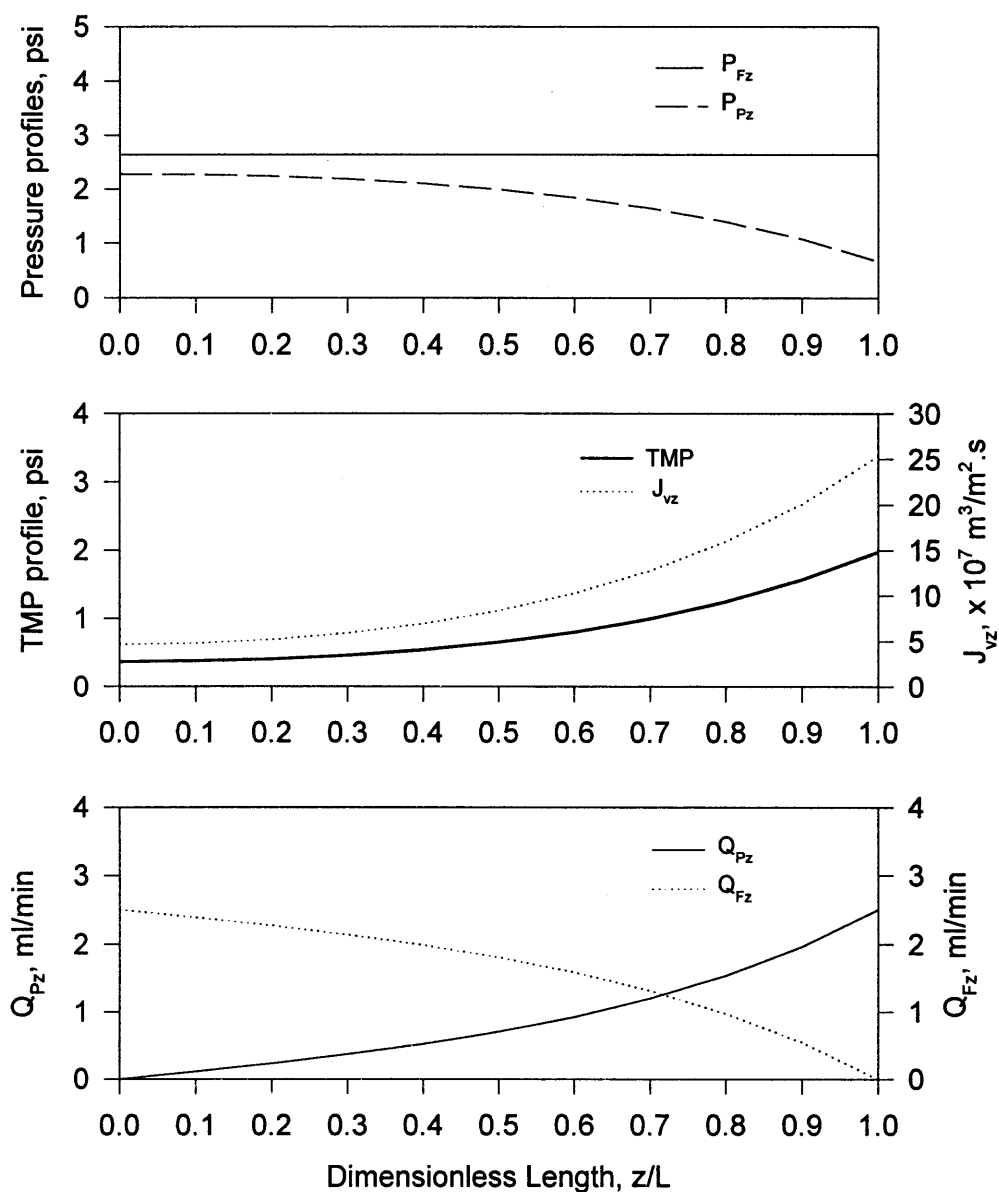 Pressure profiles, psi
5
4
3
2
1
0
P_Fz
P_Pz
0.0 0.1 0.2 0.3 0.4 0.5 0.6 0.7 0.8 0.9 1.0
TMP profile, psi
4
3
2
1
0
TMP
J_vz
30
25
20
15
10
5
0
J_vz, x 10^7 m^3/m^2.s
0.0 0.1 0.2 0.3 0.4 0.5 0.6 0.7 0.8 0.9 1.0
Q_Pz, ml/min
4
3
2
1
0
Q_Pz
Q_Fz
4
3
2
1
0
Q_Fz, ml/min
0.0 0.1 0.2 0.3 0.4 0.5 0.6 0.7 0.8 0.9 1.0
Dimensionless Length, z/L